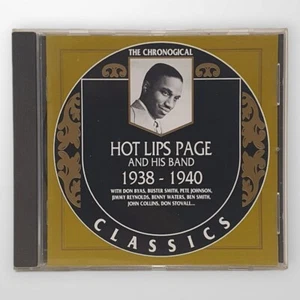 THE CHRONOGICAL
HOT LIPS PAGE
AND HIS BAND
1938 - 1940
WITH DON BYAS, BUSTER SMITH, PETE JOHNSON,
JIMMY REYNOLDS, BENNY WATERS, BEN SMITH,
JOHN COLLINS, DON STOVALL...
CLASSICS